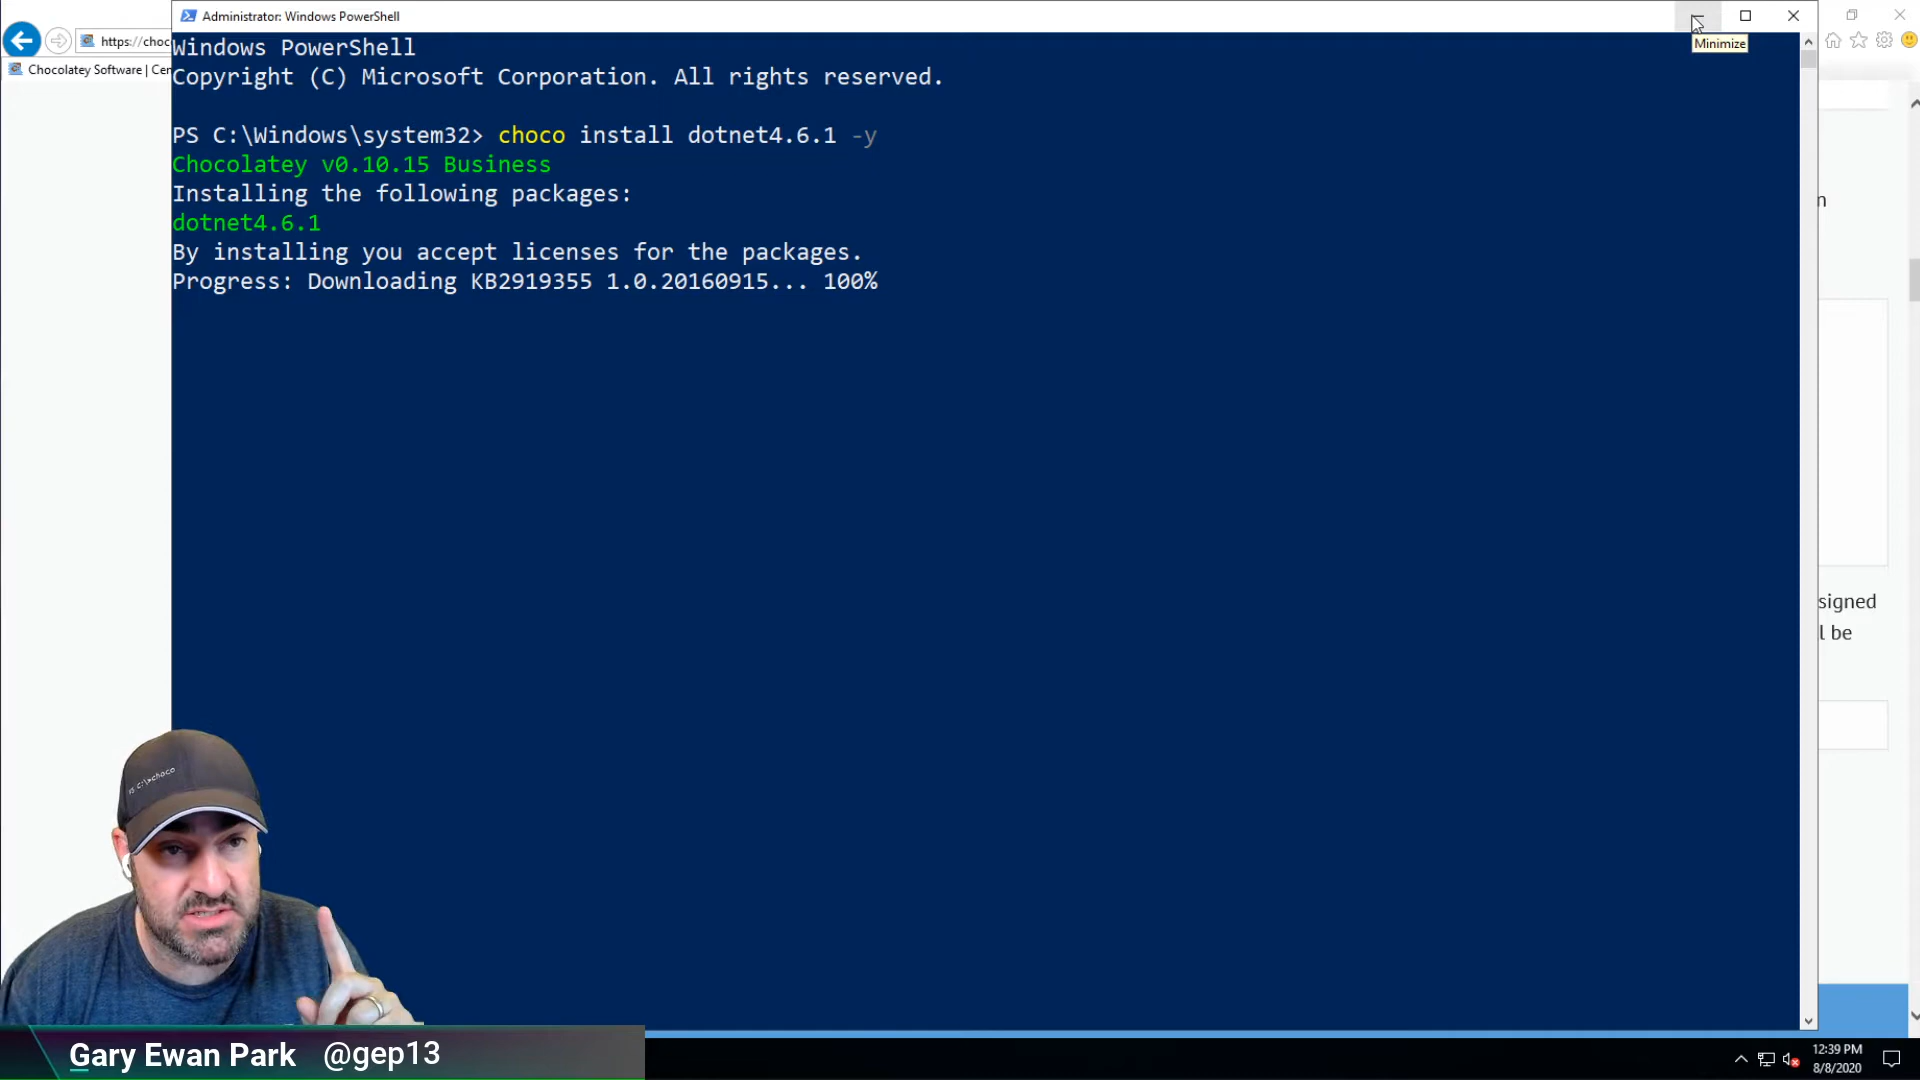 Administrator: Windows PowerShell
Minimize
https://choc
Chocolatey Software | Cen
Windows PowerShell
Copyright (C) Microsoft Corporation. All rights reserved.
PS C:\Windows\system32> choco install dotnet4.6.1 -y
Chocolatey v0.10.15 Business
Installing the following packages:
dotnet4.6.1
By installing you accept licenses for the packages.
Progress: Downloading KB2919355 1.0.20160915... 100%
n
signed
l be
PS C:\>choco
Gary Ewan Park @gep13
12:39 PM
8/8/2020